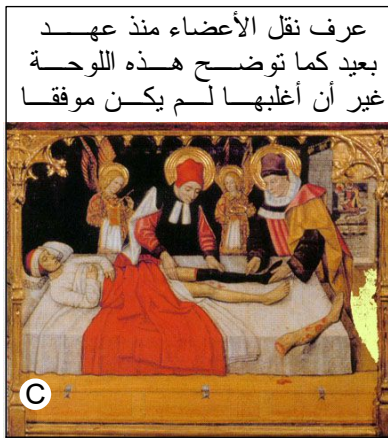 عرف نقل الأعضاء منذ عهد
بعيد كما توضح هذه اللوحة
غير أن أغلبها لم يكن موفقا
C